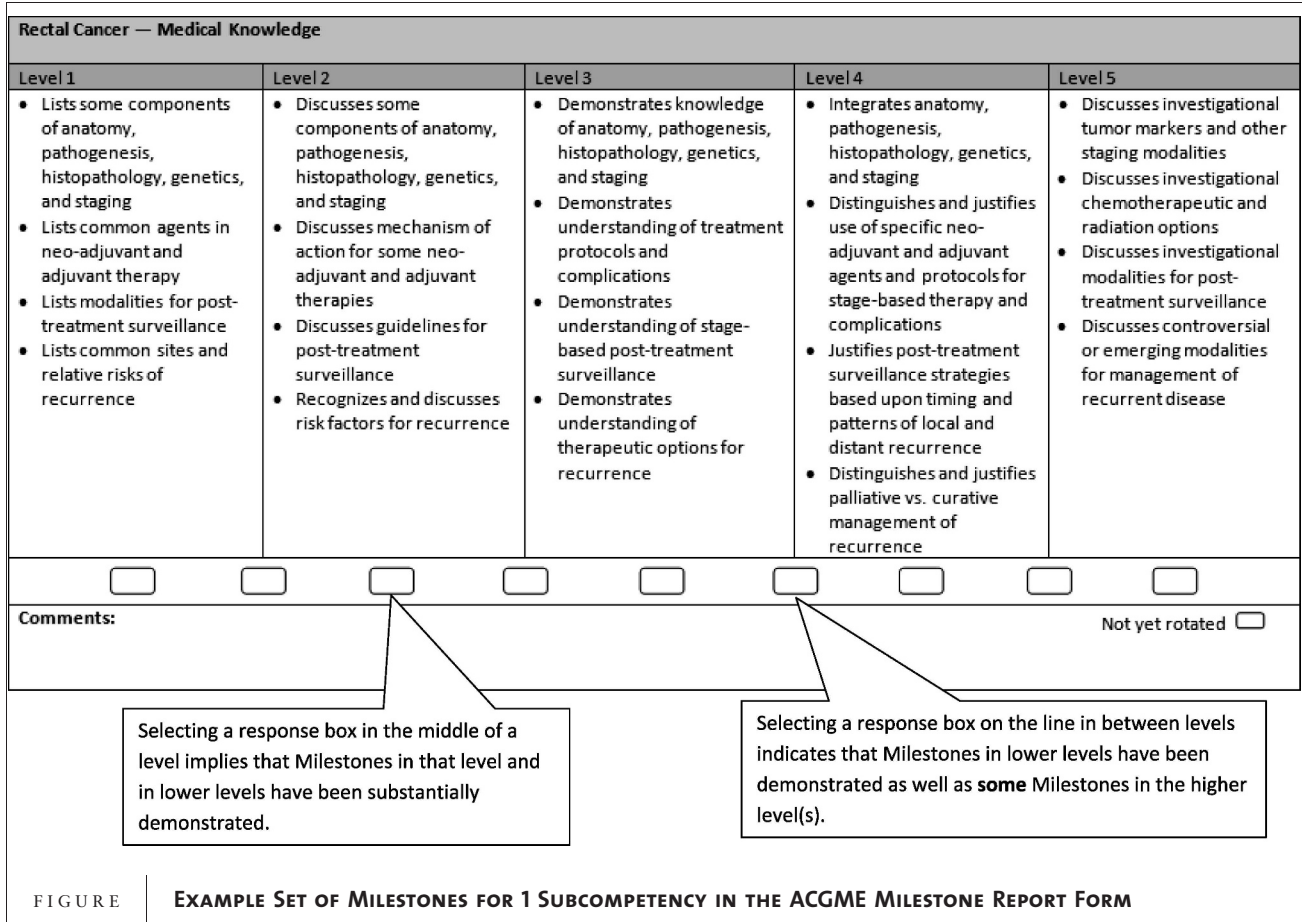 Rectal Cancer — Medical Knowledge
Level 1
Level 2
Level 3
Level 4
Level 5
• Lists some components
of anatomy,
pathogenesis,
histopathology, genetics,
and staging
• Lists common agents in
neo-adjuvant and
adjuvant therapy
• Lists modalities for post-
treatment surveillance
• Lists common sites and
relative risks of
recurrence
• Discusses some
components of anatomy,
pathogenesis,
histopathology, genetics,
and staging
• Discusses mechanism of
action for some neo-
adjuvant and adjuvant
therapies
• Discusses guidelines for
post-treatment
surveillance
• Recognizes and discusses
risk factors for recurrence
• Demonstrates knowledge
of anatomy, pathogenesis,
histopathology, genetics,
and staging
• Demonstrates
understanding of treatment
protocols and
complications
• Demonstrates
understanding of stage-
based post-treatment
surveillance
• Demonstrates
understanding of
therapeutic options for
recurrence
• Integrates anatomy,
pathogenesis,
histopathology, genetics,
and staging
• Distinguishes and justifies
use of specific neo-
adjuvant and adjuvant
agents and protocols for
stage-based therapy and
complications
• Justifies post-treatment
surveillance strategies
based upon timing and
patterns of local and
distant recurrence
• Distinguishes and justifies
palliative vs. curative
management of
recurrence
• Discusses investigational
tumor markers and other
staging modalities
• Discusses investigational
chemotherapeutic and
radiation options
• Discusses investigational
modalities for post-
treatment surveillance
• Discusses controversial
or emerging modalities
for management of
recurrent disease
Comments:
Not yet rotated
Selecting a response box in the middle of a
level implies that Milestones in that level and
in lower levels have been substantially
demonstrated.
Selecting a response box on the line in between levels
indicates that Milestones in lower levels have been
demonstrated as well as some Milestones in the higher
level(s).
FIGURE EXAMPLE SET OF MILESTONES FOR 1 SUBCOMPETENCY IN THE ACGME MILESTONE REPORT FORM